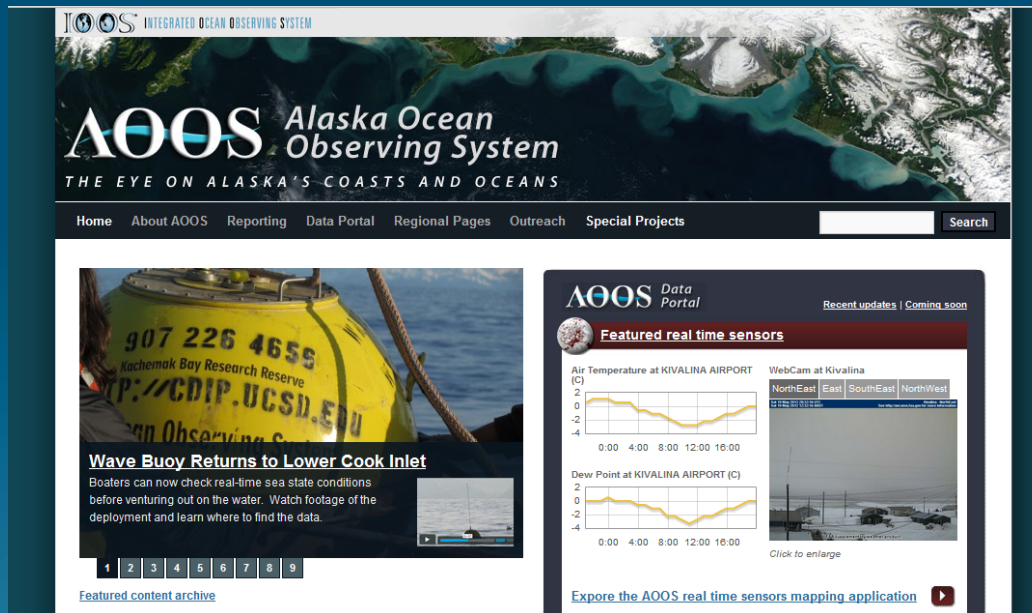 IOOS INTEGRATED OCEAN OBSERVING SYSTEM
AOOS Alaska Ocean
Observing System
THE EYE ON ALASKA'S COASTS AND OCEANS
Home About AOOS Reporting Data Portal Regional Pages Outreach Special Projects Search
907 226 4656
Kachemak Bay Research Reserve
P://CDIP.UCSD.EDU
an Observing
Wave Buoy Returns to Lower Cook Inlet
Boaters can now check real-time sea state conditions
before venturing out on the water. Watch footage of the
deployment and learn where to find the data.
1 2 3 4 5 6 7 8 9
Featured content archive
AOOS Data
Portal
Recent updates | Coming soon
Featured real time sensors
Air Temperature at KIVALINA AIRPORT
(C)
2
0
-2
-4
0:00 4:00 8:00 12:00 16:00
Dew Point at KIVALINA AIRPORT (C)
2
0
-2
-4
0:00 4:00 8:00 12:00 16:00
WebCam at Kivalina
NorthEast East SouthEast NorthWest
Click to enlarge
Expore the AOOS real time sensors mapping application